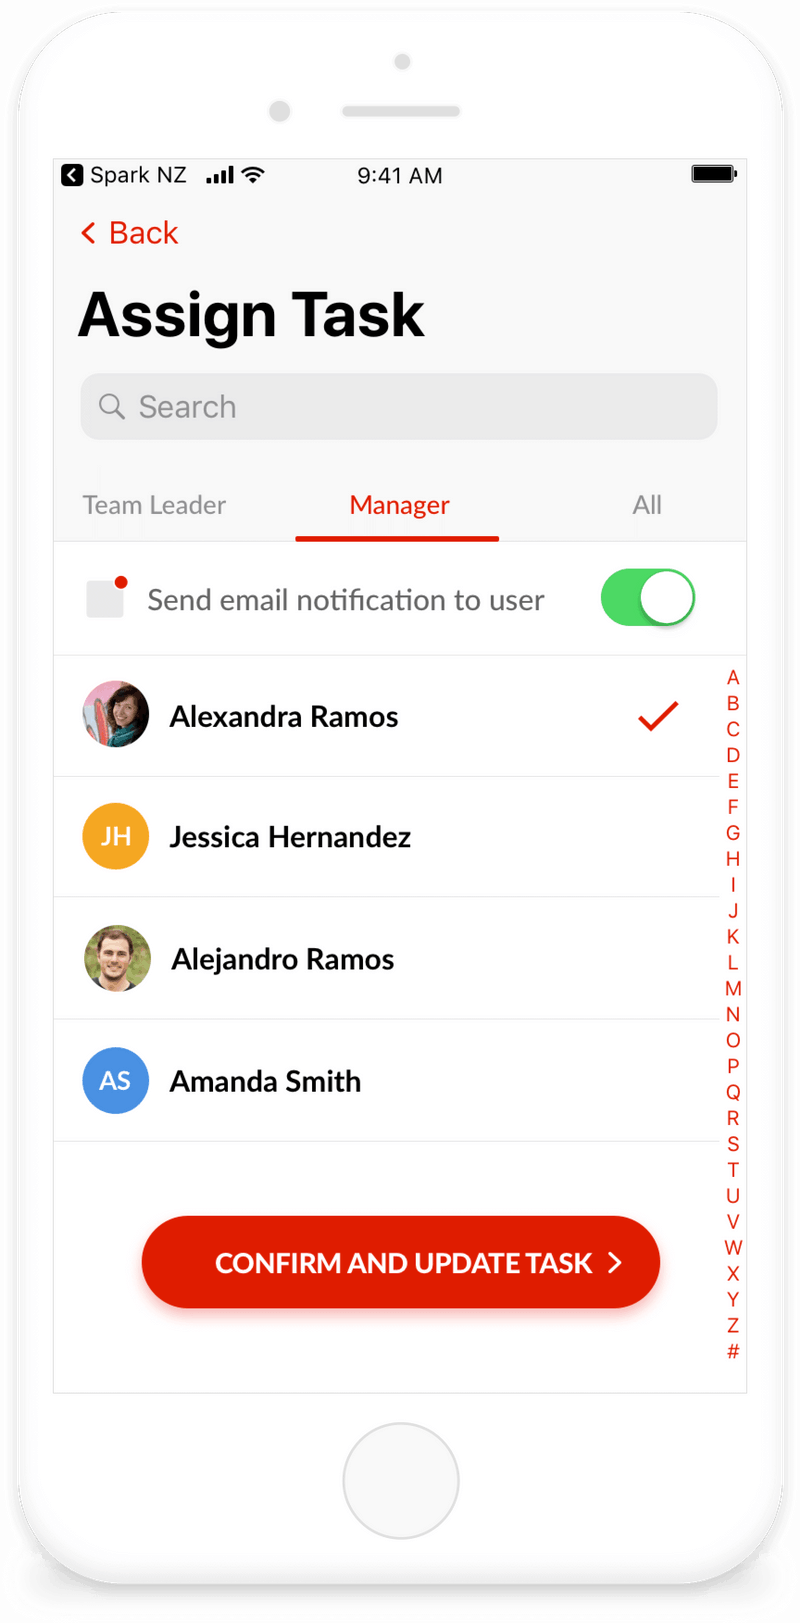 Spark NZ 9:41 AM
Back
Assign Task
Search
Team Leader Manager All
Send email notification to user
Alexandra Ramos
JH Jessica Hernandez
Alejandro Ramos
AS Amanda Smith
CONFIRM AND UPDATE TASK
A
B
C
D
E
F
G
H
I
J
K
L
M
N
O
P
Q
R
S
T
U
V
W
X
Y
Z
#